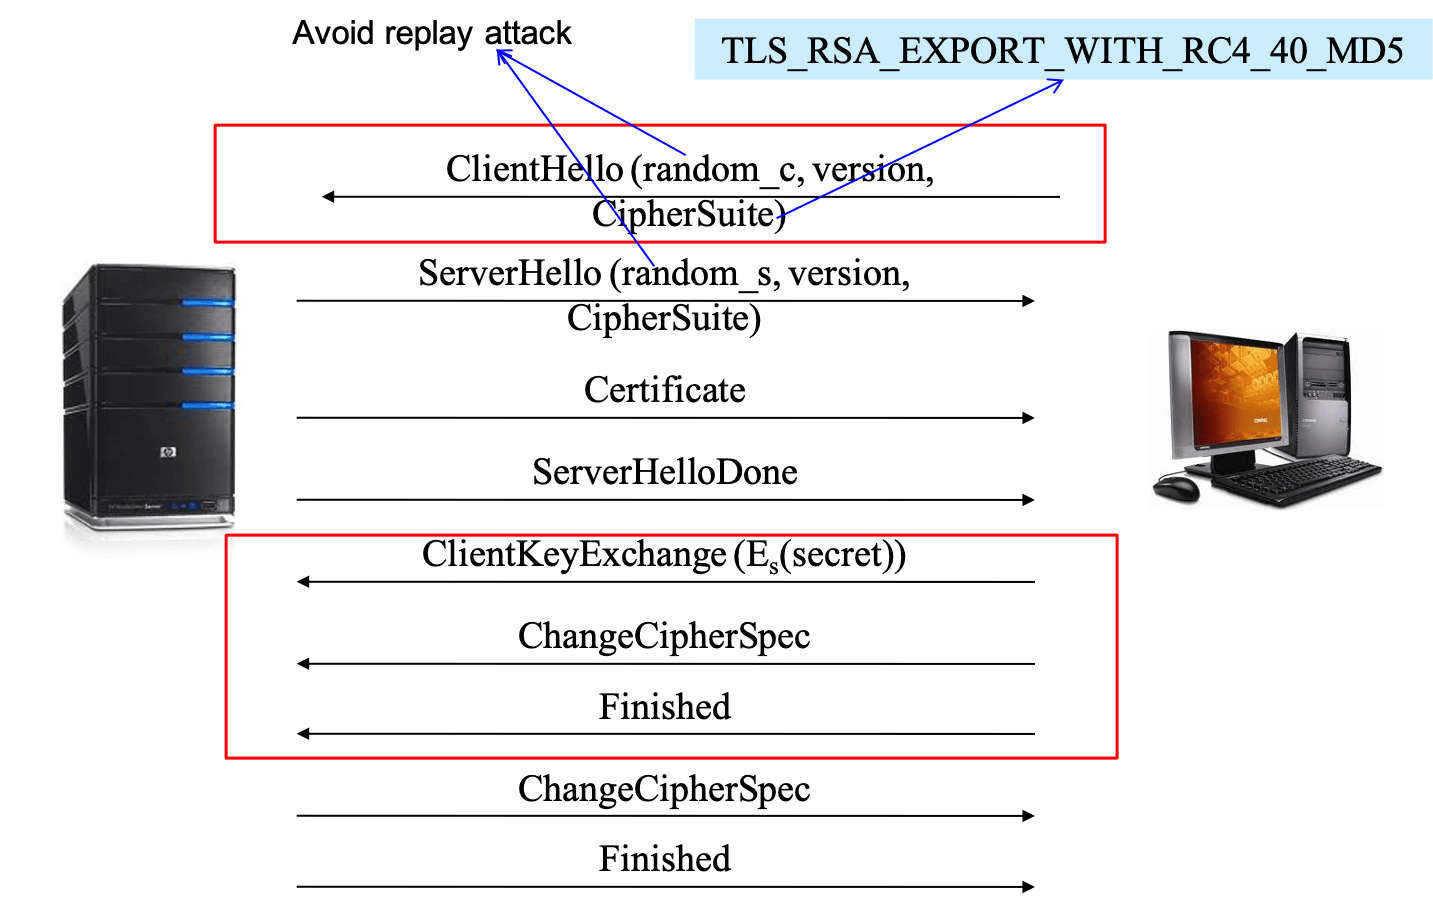 Avoid replay attack
TLS_RSA_EXPORT_WITH_RC4_40_MD5
ClientHello (random_c, version,
CipherSuite)
ServerHello (random_s, version,
CipherSuite)
Certificate
ServerHelloDone
ClientKeyExchange (Es(secret))
ChangeCipherSpec
Finished
ChangeCipherSpec
Finished
hp